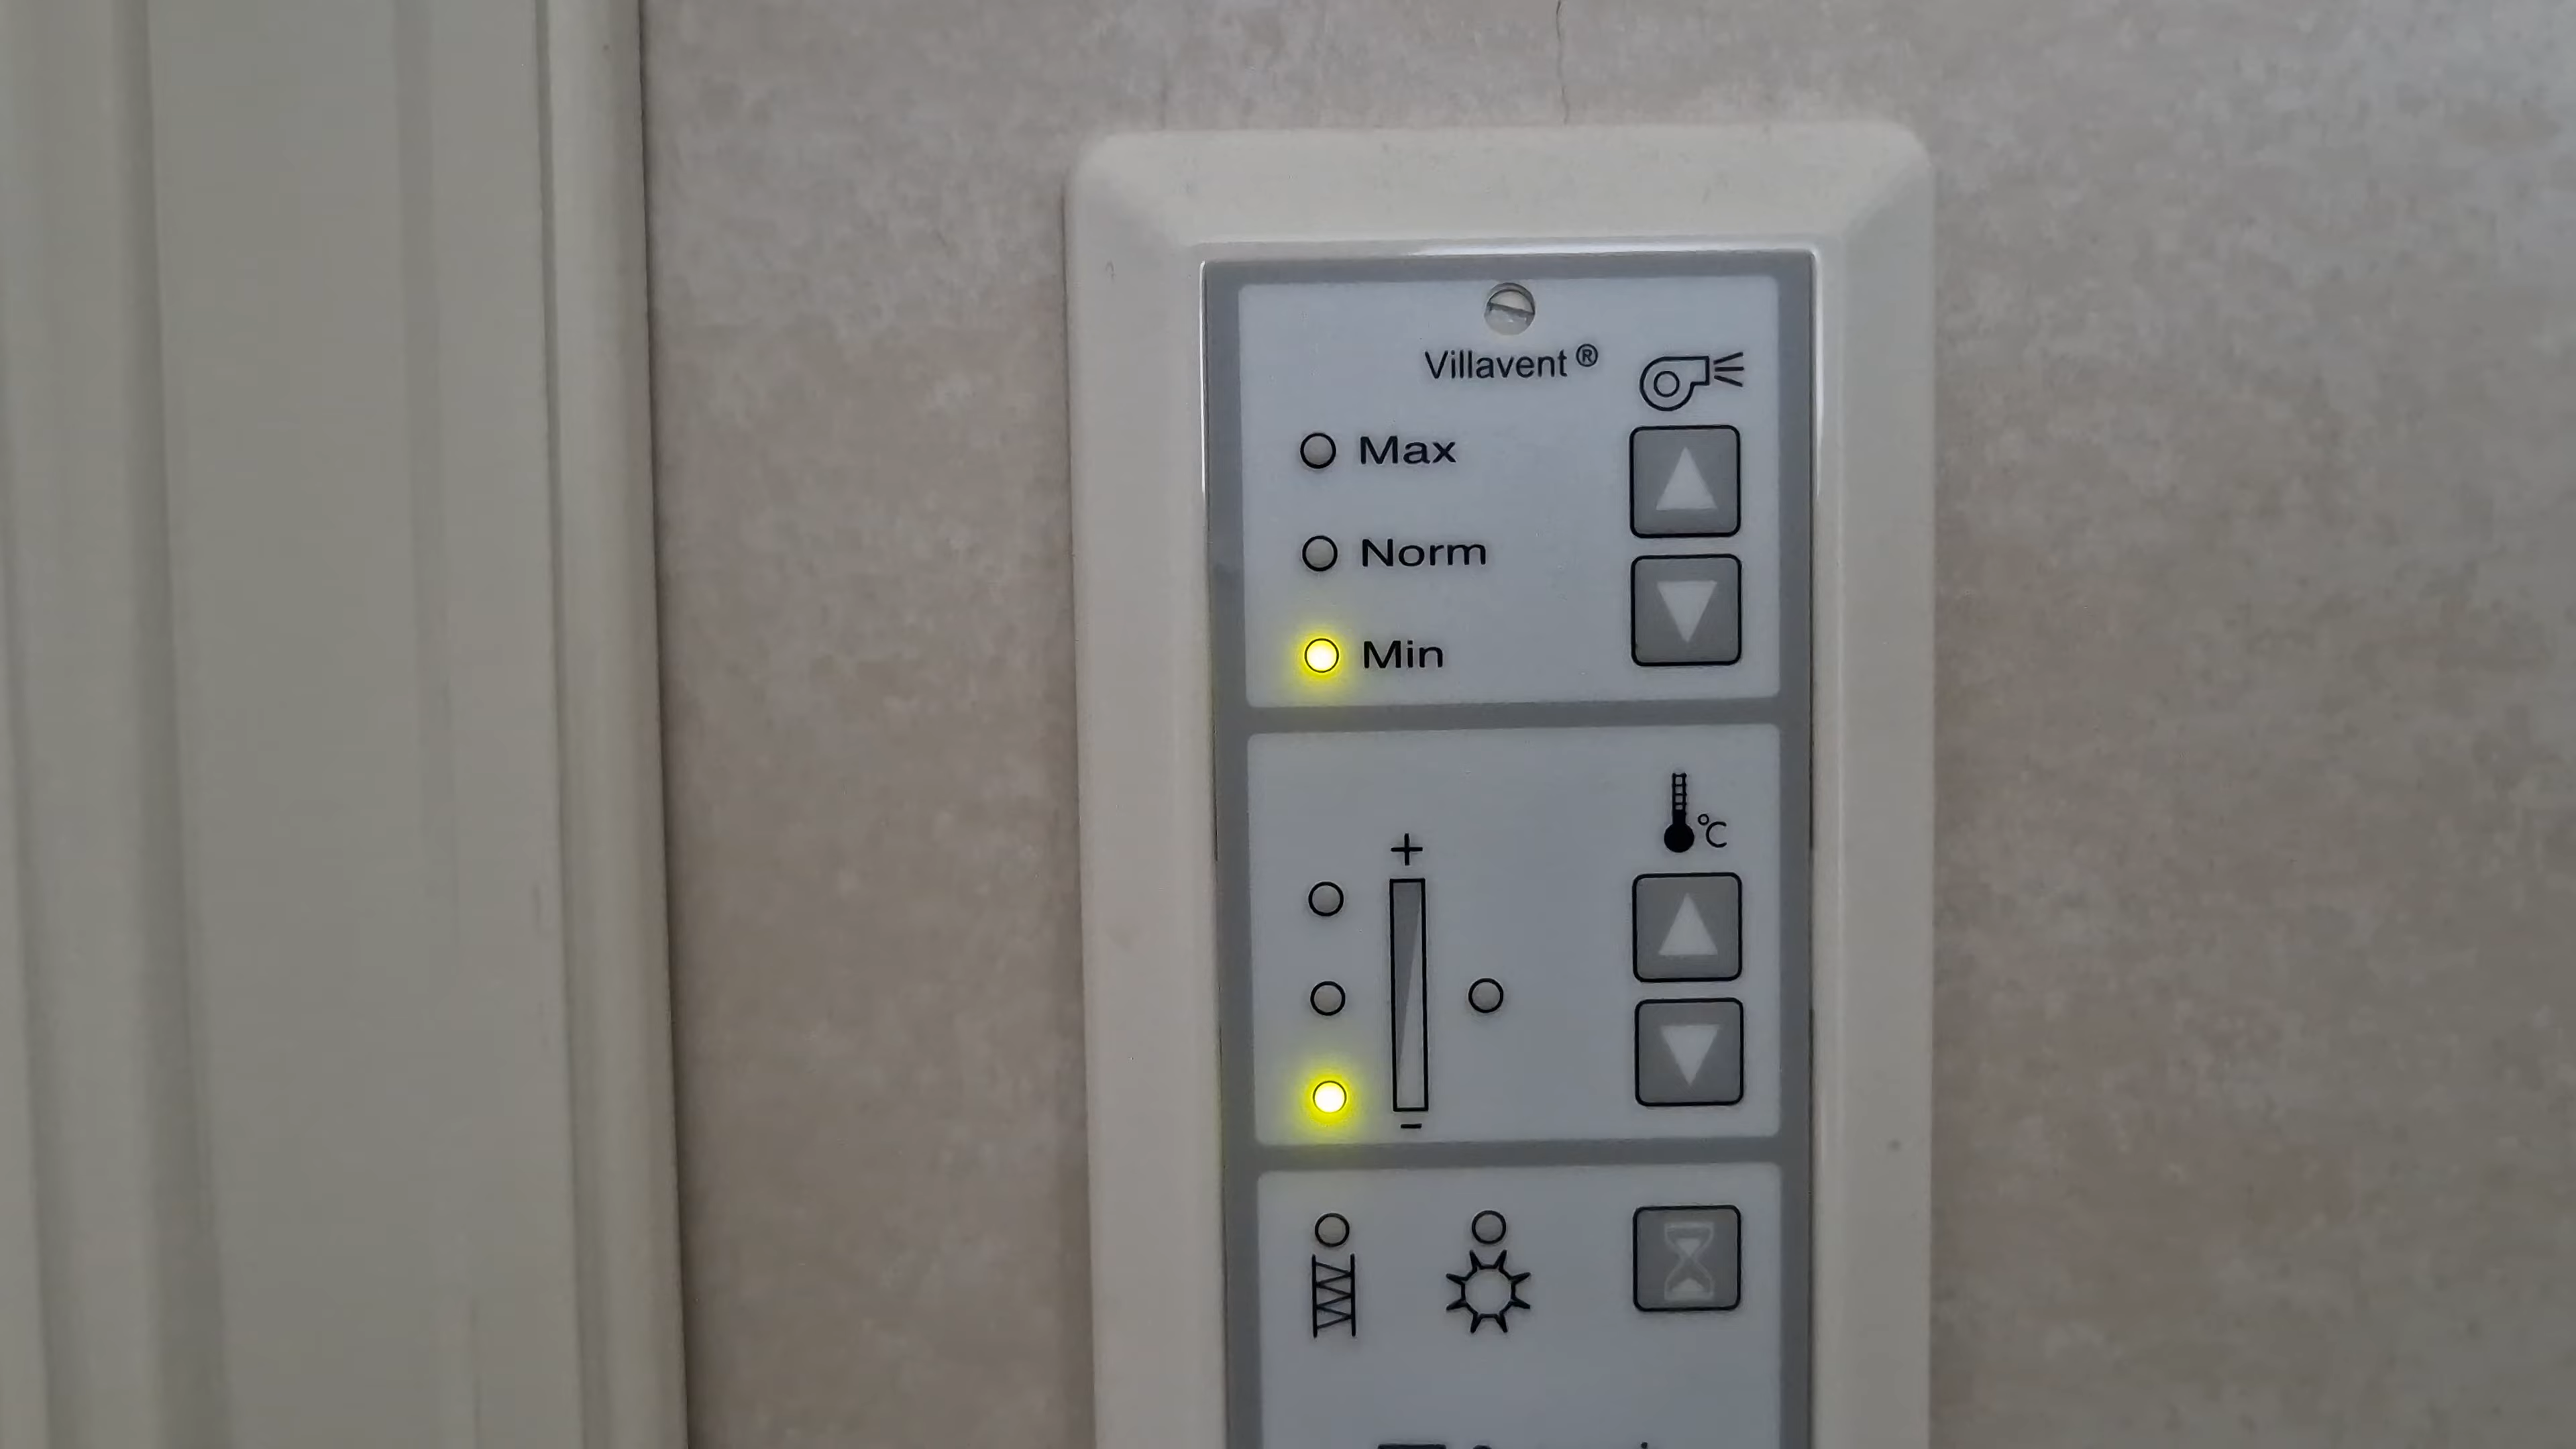 Villavent ®
Max
Norm
Min
°C
+
−